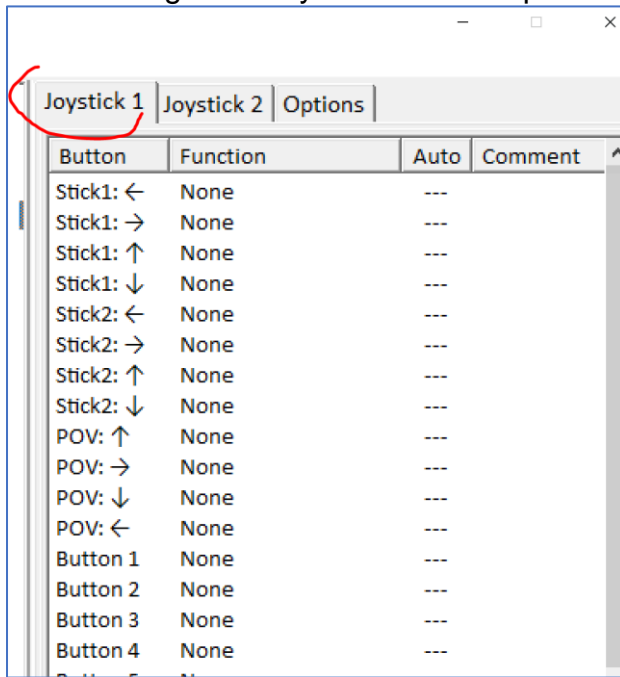 Joystick 1 Joystick 2 Options
Button Function Auto Comment
Stick1: ← None ---
Stick1: → None ---
Stick1: ↑ None ---
Stick1: ↓ None ---
Stick2: ← None ---
Stick2: → None ---
Stick2: ↑ None ---
Stick2: ↓ None ---
POV: ↑ None ---
POV: → None ---
POV: ↓ None ---
POV: ← None ---
Button 1 None ---
Button 2 None ---
Button 3 None ---
Button 4 None ---